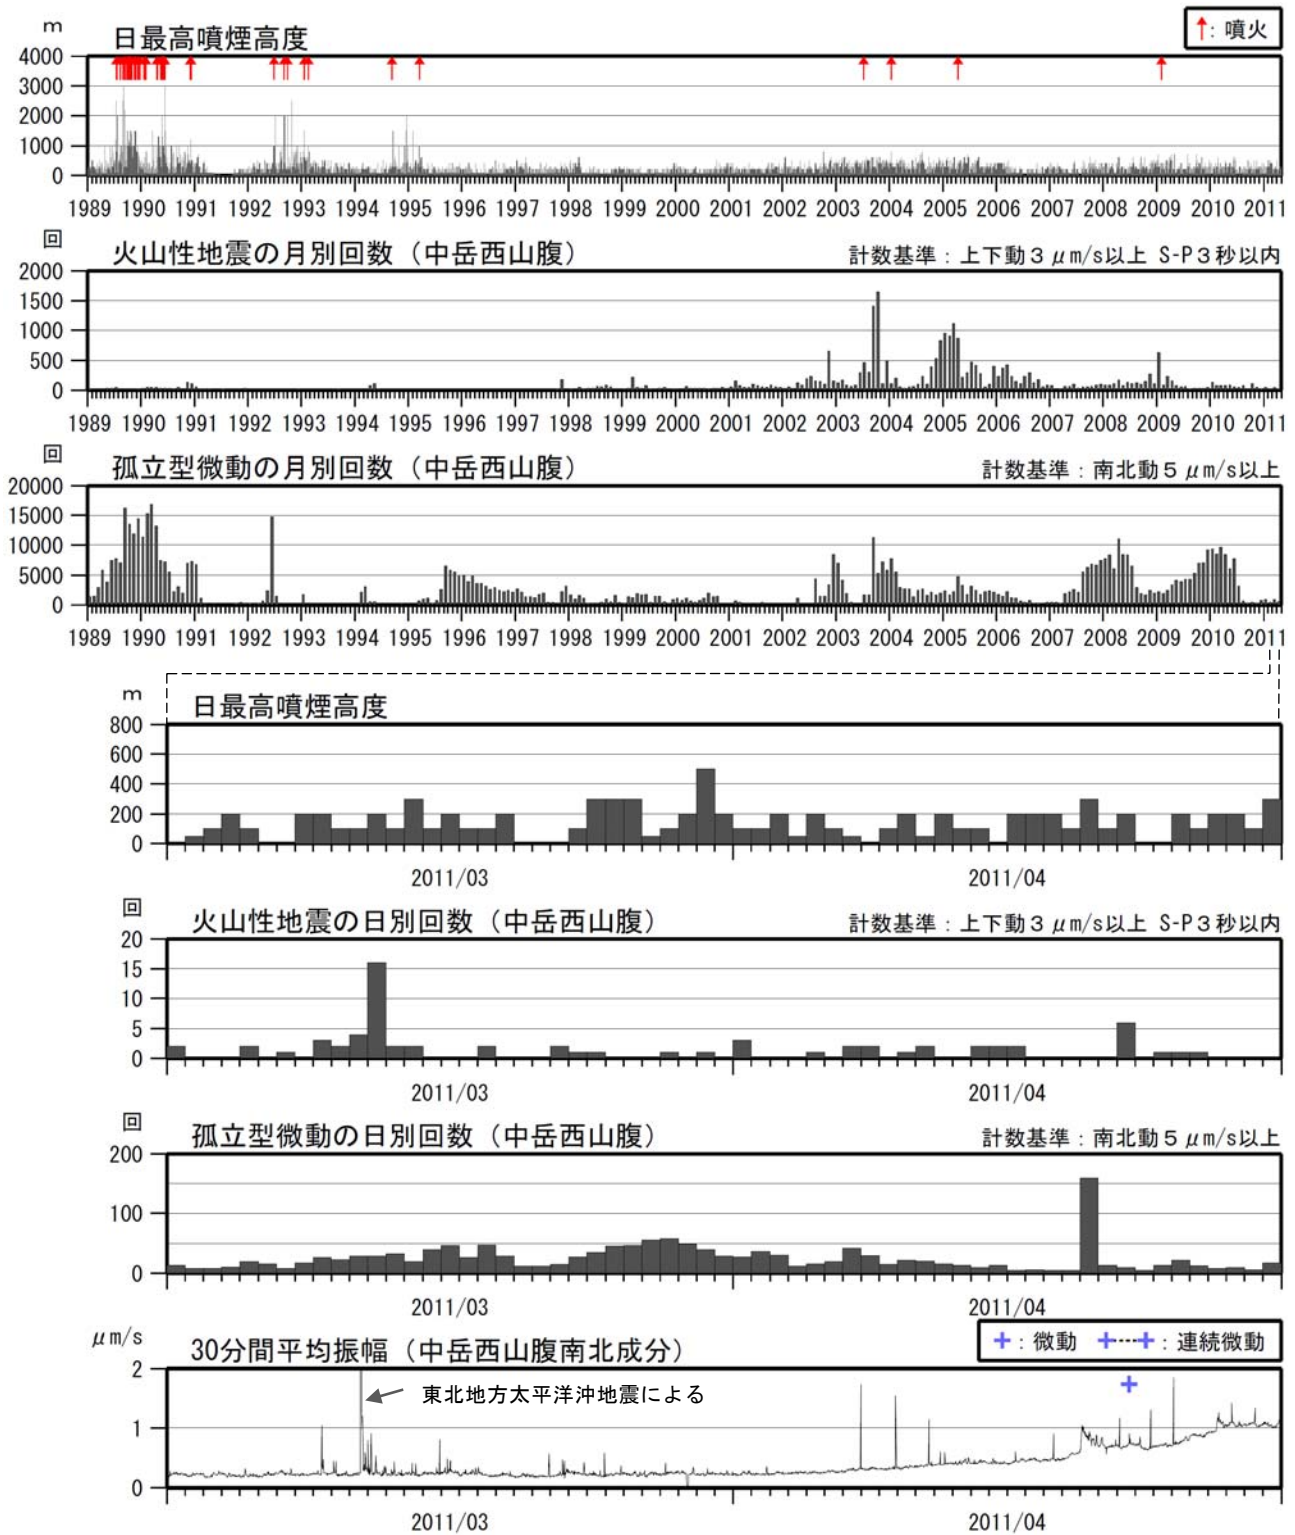 m
日最高噴煙高度
↑: 噴火
4000
3000
2000
1000
0
1989 1990 1991 1992 1993 1994 1995 1996 1997 1998 1999 2000 2001 2002 2003 2004 2005 2006 2007 2008 2009 2010 2011
回
火山性地震の月別回数（中岳西山腹）
計数基準：上下動３μm/s以上 S-P３秒以内
2000
1500
1000
500
0
1989 1990 1991 1992 1993 1994 1995 1996 1997 1998 1999 2000 2001 2002 2003 2004 2005 2006 2007 2008 2009 2010 2011
回
孤立型微動の月別回数（中岳西山腹）
計数基準：南北動５μm/s以上
20000
15000
10000
5000
0
1989 1990 1991 1992 1993 1994 1995 1996 1997 1998 1999 2000 2001 2002 2003 2004 2005 2006 2007 2008 2009 2010 2011
m
日最高噴煙高度
800
600
400
200
0
2011/03 2011/04
回
火山性地震の日別回数（中岳西山腹）
計数基準：上下動３μm/s以上 S-P３秒以内
20
15
10
5
0
2011/03 2011/04
回
孤立型微動の日別回数（中岳西山腹）
計数基準：南北動５μm/s以上
200
100
0
2011/03 2011/04
μm/s
30分間平均振幅（中岳西山腹南北成分）
+：微動 +----+：連続微動
2
東北地方太平洋沖地震による
1
0
2011/03 2011/04